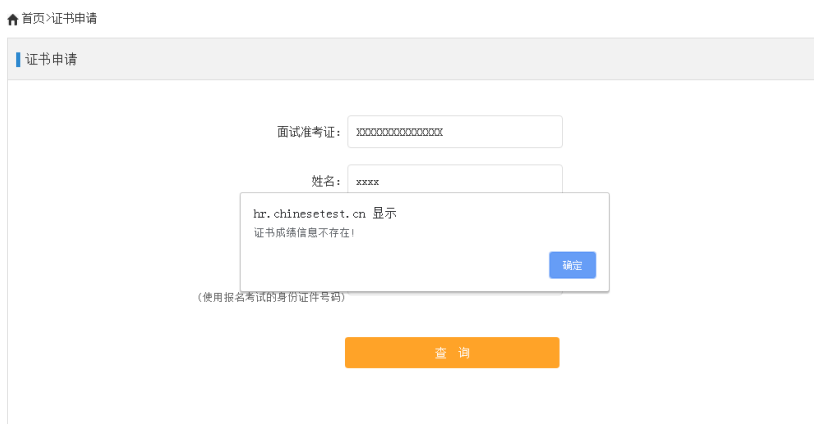 首页>证书申请
证书申请
面试准考证: XXXXXXXXXXXXXXX
姓名: xxxx
hr.chinesetest.cn 显示
证书成绩信息不存在!
确定
(使用报名考试的身份证件号码)
查 询